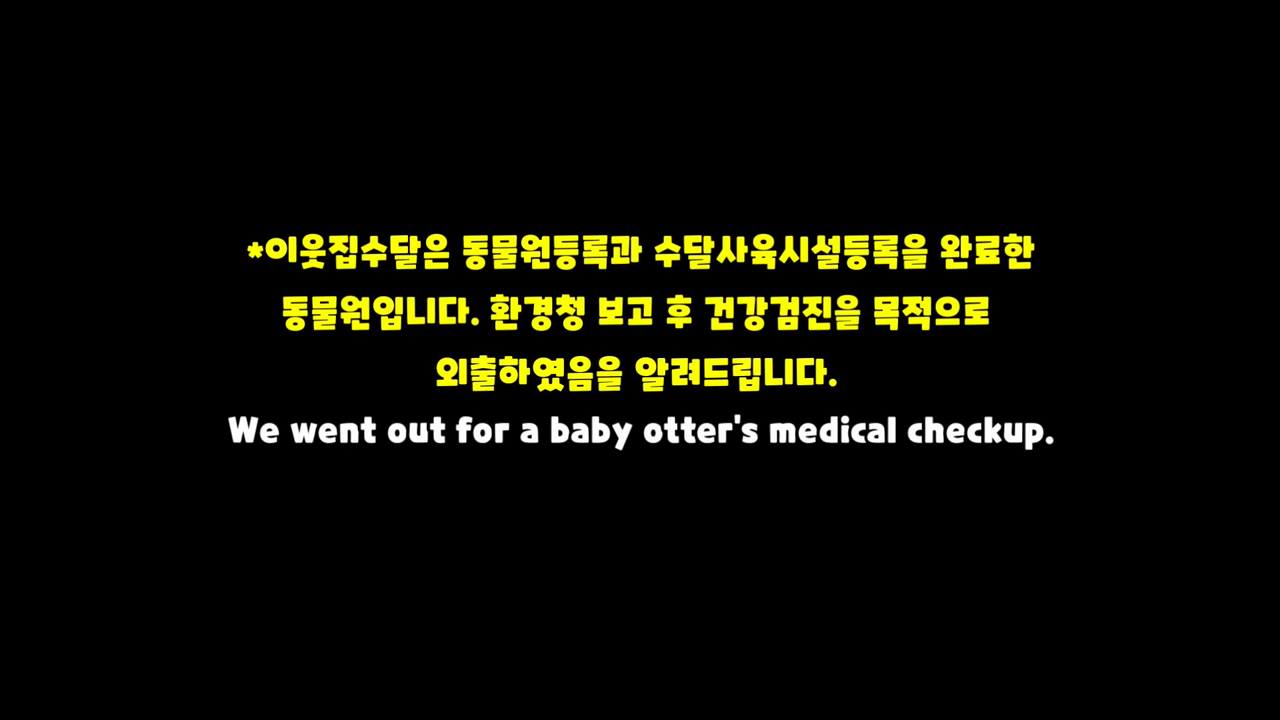 *이웃집수달은 동물원등록과 수달사육시설등록을 완료한
동물원입니다. 환경청 보고 후 건강검진을 목적으로
외출하였음을 알려드립니다.
We went out for a baby otter's medical checkup.